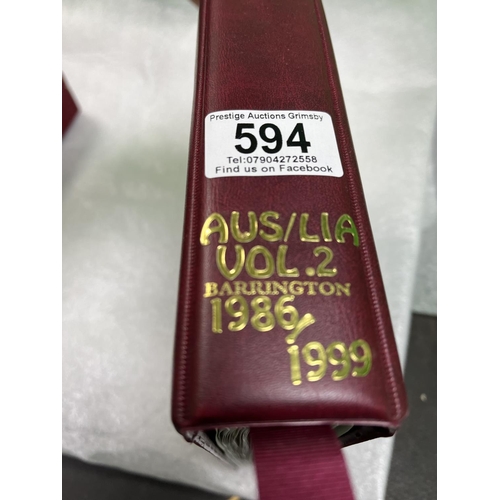 Prestige Auctions Grimsby
594
Tel:07904272558
Find us on Facebook
AUS/LIA
VOL.2
BARRINGTON
1986/
1999